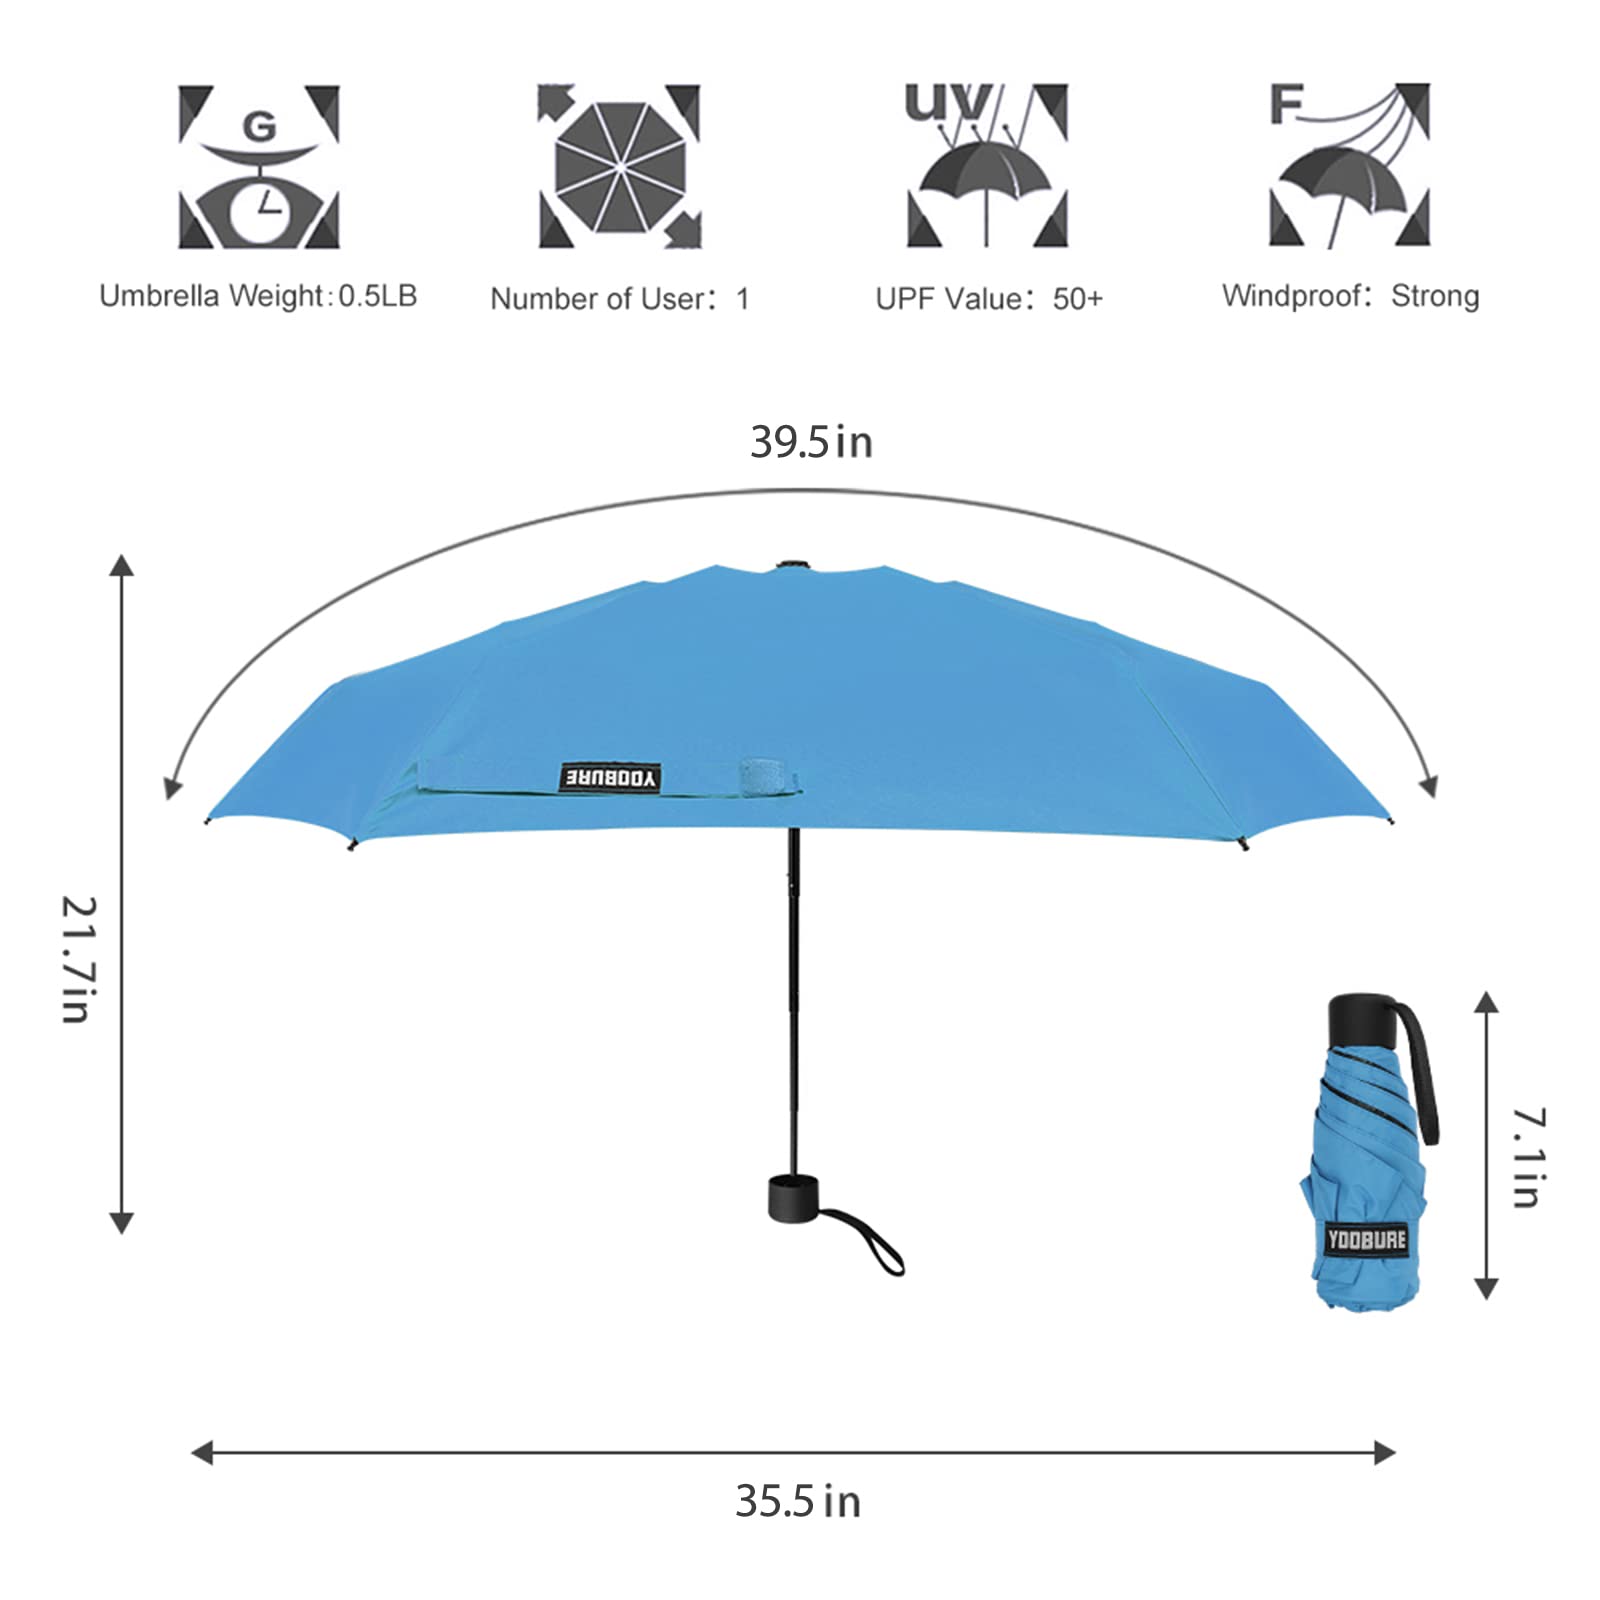 G
UV
F
Umbrella Weight:0.5LB
Number of User: 1
UPF Value: 50+
Windproof: Strong
39.5in
YOOBURE
21.7in
7.1in
YOOBURE
35.5in